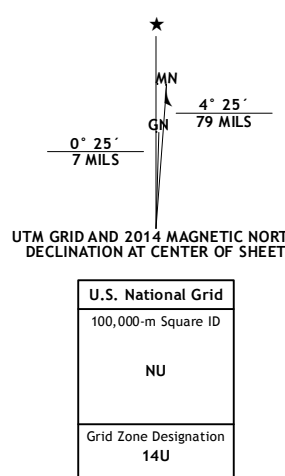 ★
MN
GN
4° 25´
79 MILS
0° 25´
7 MILS
UTM GRID AND 2014 MAGNETIC NORT
DECLINATION AT CENTER OF SHEET
U.S. National Grid
100,000-m Square ID
NU
Grid Zone Designation
14U